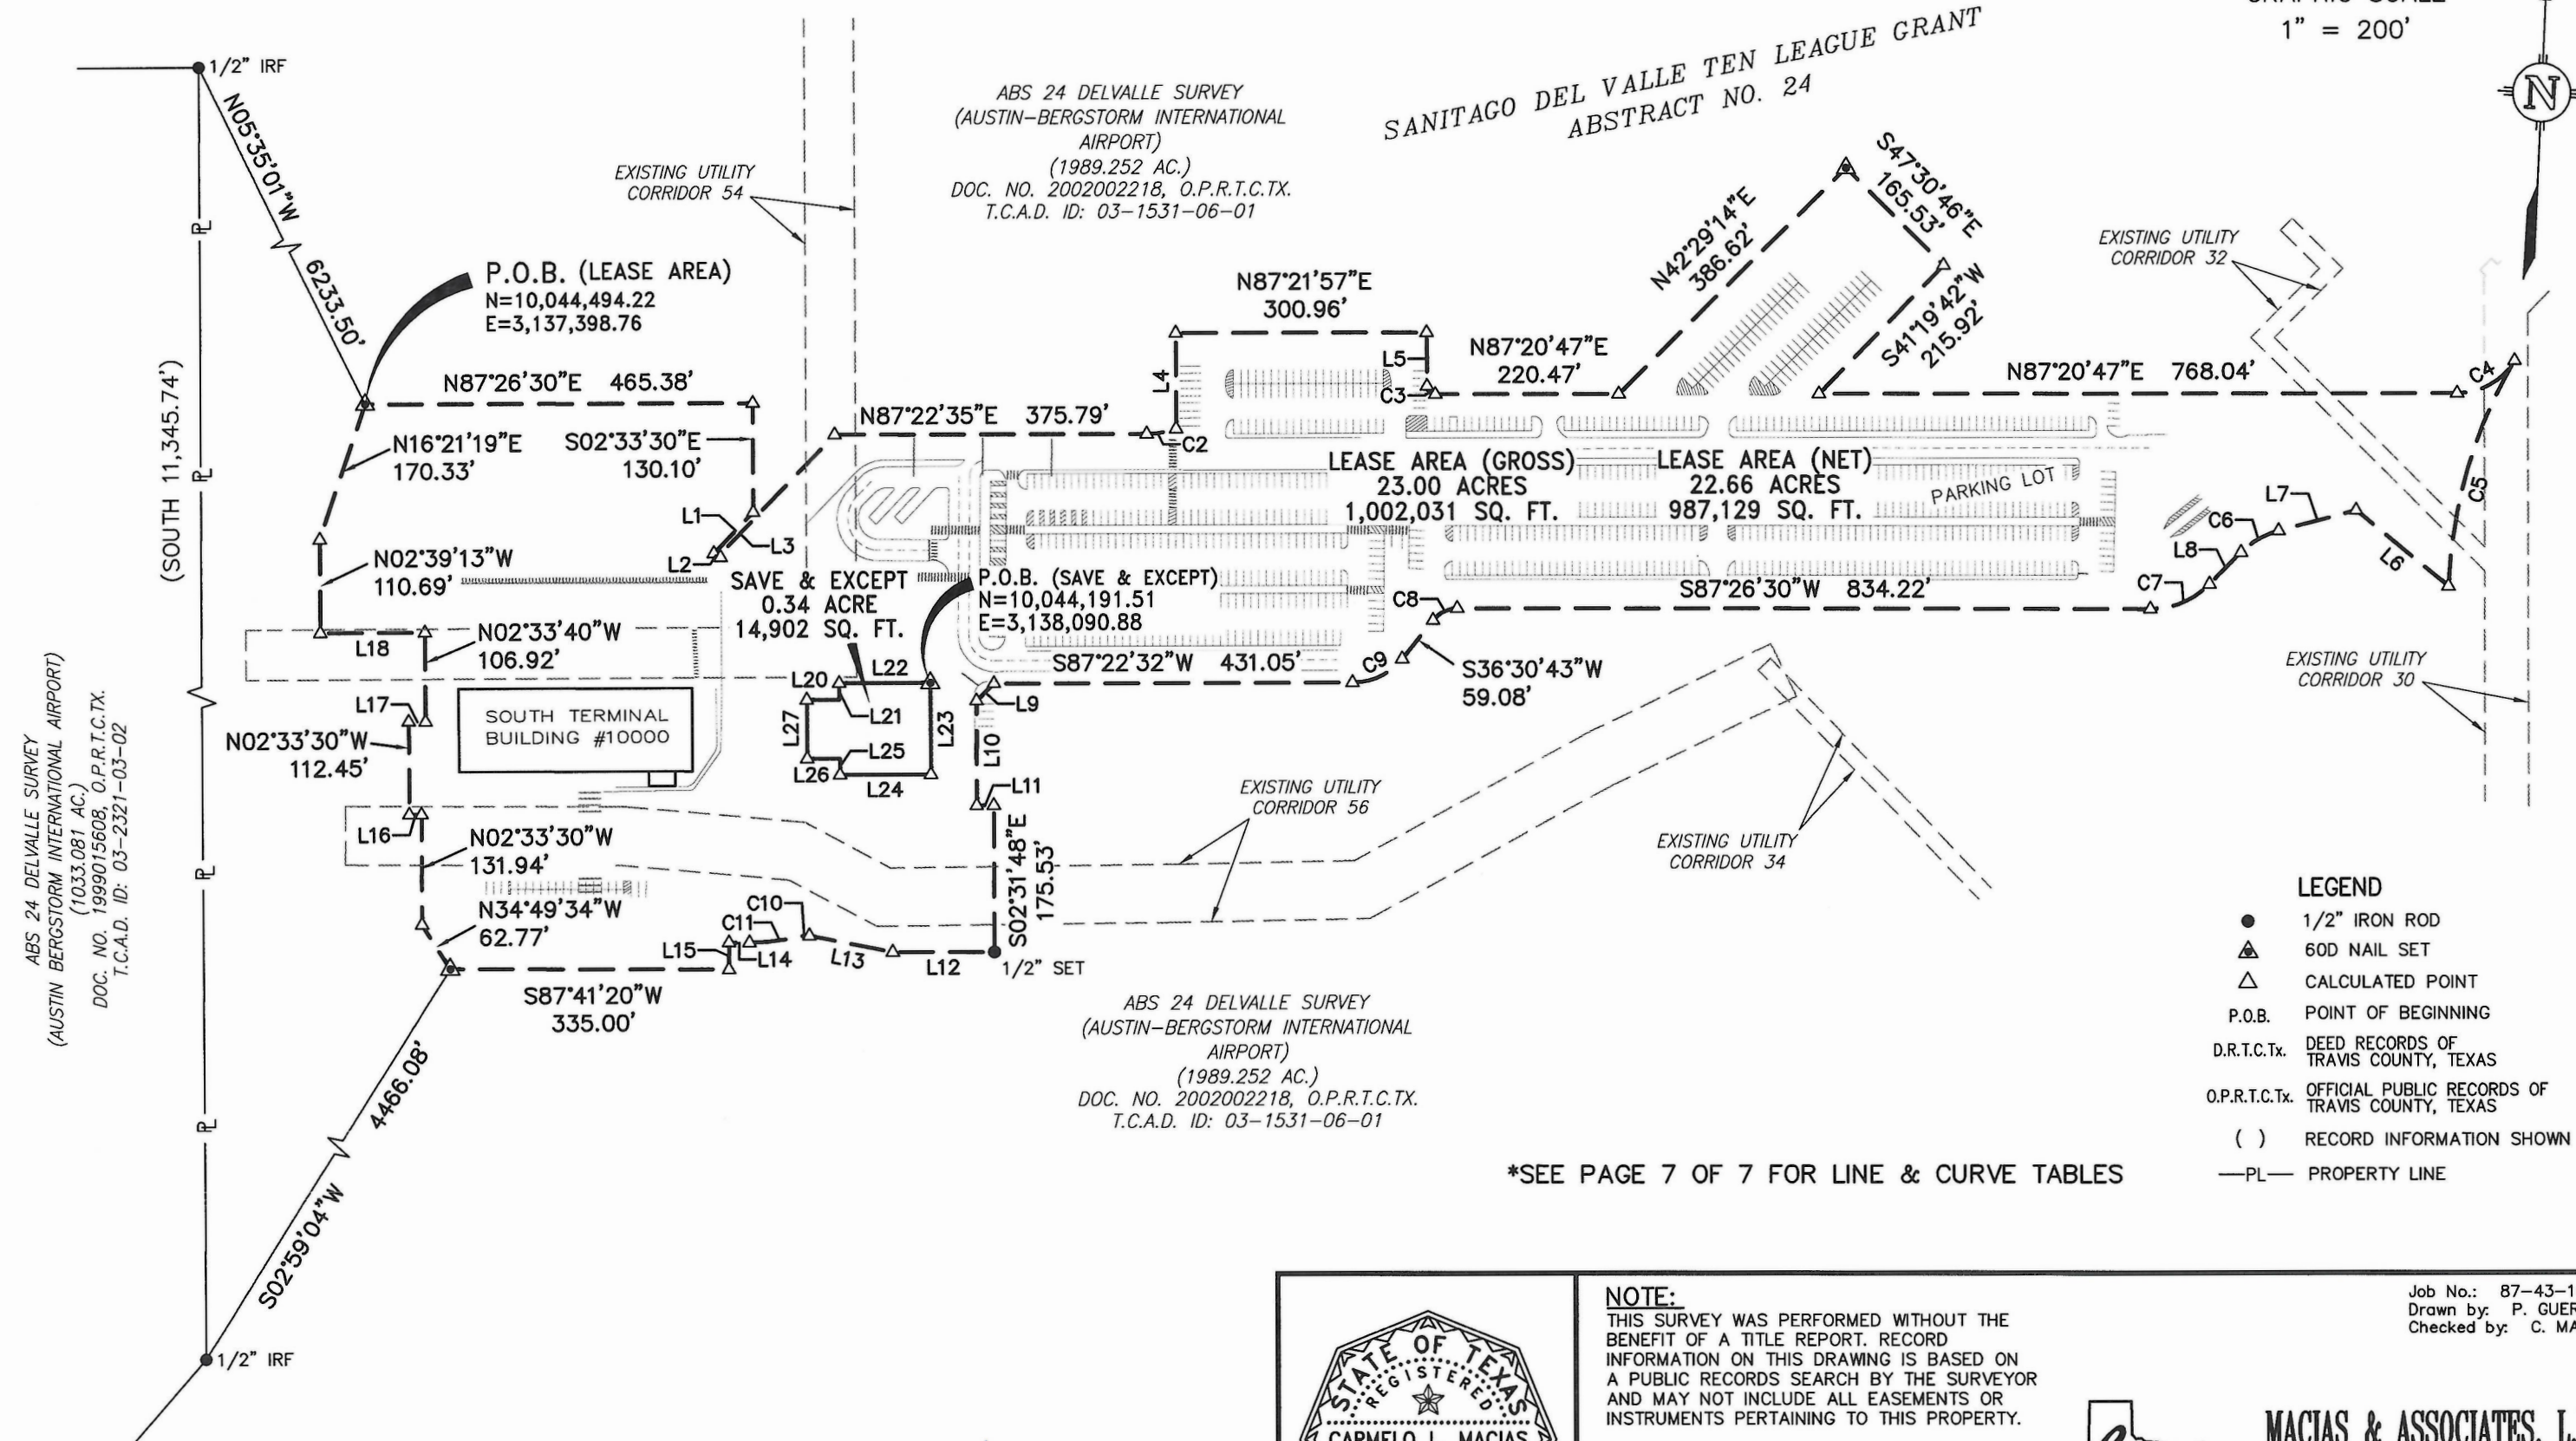 GRAPHIC SCALE
1" = 200'
N
SANITAGO DEL VALLE TEN LEAGUE GRANT
ABSTRACT NO. 24
1/2" IRF
N05°35'01"W
6233.50'
ABS 24 DELVALLE SURVEY
(AUSTIN-BERGSTORM INTERNATIONAL
AIRPORT)
(1989.252 AC.)
DOC. NO. 2002002218, O.P.R.T.C.TX.
T.C.A.D. ID: 03-1531-06-01
EXISTING UTILITY
CORRIDOR 54
P.O.B. (LEASE AREA)
N=10,044,494.22
E=3,137,398.76
N42°29'14"E
386.62'
S47°30'46"E
165.53'
S41°19'42"W
215.92'
EXISTING UTILITY
CORRIDOR 32
N87°21'57"E
300.96'
L4
L5
C3
N87°20'47"E
220.47'
N87°20'47"E 768.04'
C4
C5
(SOUTH 11,345.74')
PL
PL
PL
PL
N87°26'30"E 465.38'
N16°21'19"E
170.33'
S02°33'30"E
130.10'
N87°22'35"E 375.79'
C2
L1
L2
L3
LEASE AREA (GROSS)
23.00 ACRES
1,002,031 SQ. FT.
LEASE AREA (NET)
22.66 ACRES
987,129 SQ. FT.
PARKING LOT
L7
C6
L8
L6
C7
N02°39'13"W
110.69'
SAVE & EXCEPT
0.34 ACRE
14,902 SQ. FT.
P.O.B. (SAVE & EXCEPT)
N=10,044,191.51
E=3,138,090.88
S87°26'30"W 834.22'
C8
L18
N02°33'40"W
106.92'
L20
L22
S87°22'32"W 431.05'
C9
S36°30'43"W
59.08'
EXISTING UTILITY
CORRIDOR 30
L17
SOUTH TERMINAL
BUILDING #10000
L27
L21
L23
L9
L10
L25
L26
L24
L11
N02°33'30"W
112.45'
ABS 24 DELVALLE SURVEY
(AUSTIN BERGSTORM INTERNATIONAL AIRPORT)
(1033.081 AC.)
DOC. NO. 1999015608, O.P.R.T.C.TX.
T.C.A.D. ID: 03-2321-03-02
L16
N02°33'30"W
131.94'
S02°31'48"E
175.53'
EXISTING UTILITY
CORRIDOR 56
EXISTING UTILITY
CORRIDOR 34
N34°49'34"W
62.77'
C10
C11
L15
L14
L13
L12
1/2" SET
S87°41'20"W
335.00'
ABS 24 DELVALLE SURVEY
(AUSTIN-BERGSTORM INTERNATIONAL
AIRPORT)
(1989.252 AC.)
DOC. NO. 2002002218, O.P.R.T.C.TX.
T.C.A.D. ID: 03-1531-06-01
4466.08'
S02°59'04"W
1/2" IRF
*SEE PAGE 7 OF 7 FOR LINE & CURVE TABLES
LEGEND
1/2" IRON ROD
60D NAIL SET
CALCULATED POINT
P.O.B. POINT OF BEGINNING
D.R.T.C.Tx. DEED RECORDS OF
TRAVIS COUNTY, TEXAS
O.P.R.T.C.Tx. OFFICIAL PUBLIC RECORDS OF
TRAVIS COUNTY, TEXAS
( ) RECORD INFORMATION SHOWN
—PL— PROPERTY LINE
STATE OF TEXAS
REGISTERED
CARMELO L. MACIAS
NOTE:
THIS SURVEY WAS PERFORMED WITHOUT THE
BENEFIT OF A TITLE REPORT. RECORD
INFORMATION ON THIS DRAWING IS BASED ON
A PUBLIC RECORDS SEARCH BY THE SURVEYOR
AND MAY NOT INCLUDE ALL EASEMENTS OR
INSTRUMENTS PERTAINING TO THIS PROPERTY.
Job No.: 87-43-1
Drawn by: P. GUER
Checked by: C. MA
MACIAS & ASSOCIATES, L